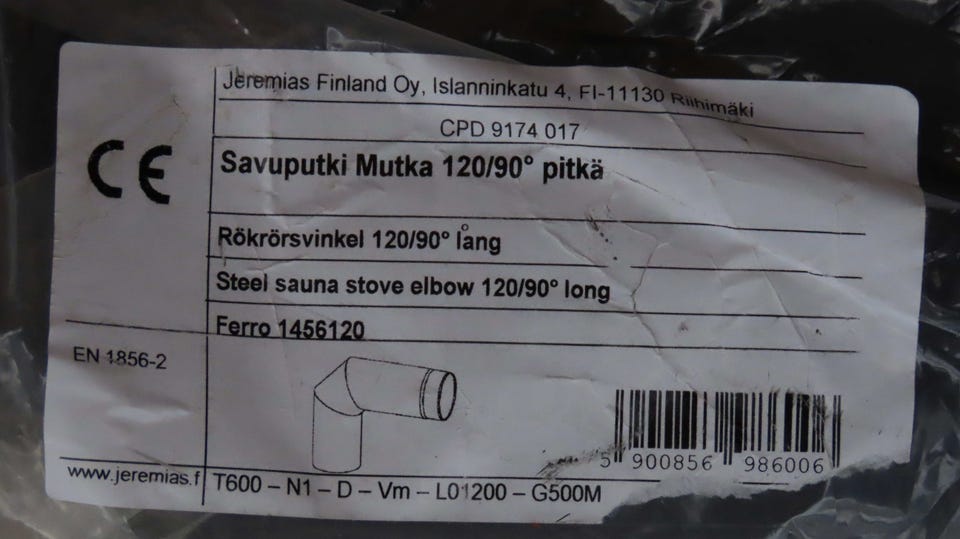 Jeremias Finland Oy, Islanninkatu 4, FI-11130 Riihimäki
CPD 9174 017
CE
Savuputki Mutka 120/90° pitkä
Rökrörsvinkel 120/90° lång
Steel sauna stove elbow 120/90° long
Ferro 1456120
EN 1856-2
5 900856 986006
www.jeremias.f
T600 – N1 – D – Vm – L01200 – G500M